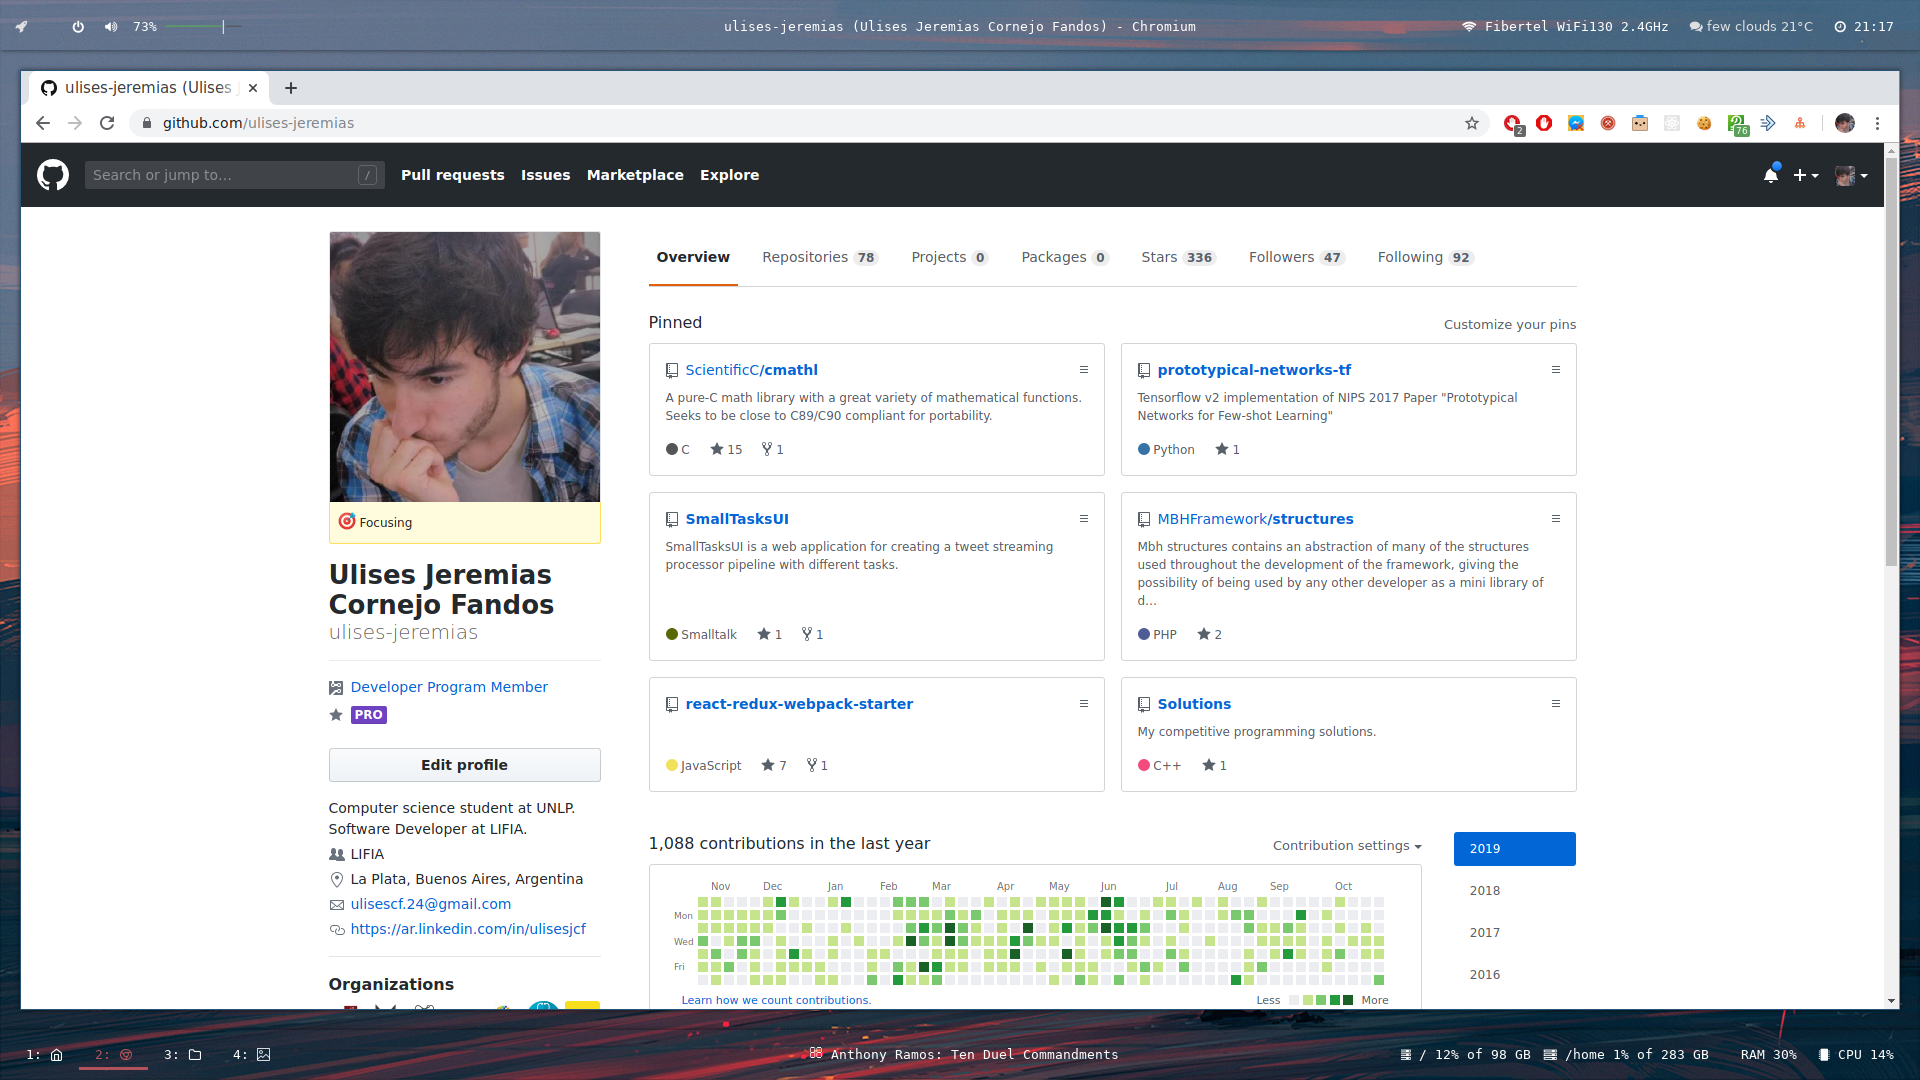 73%
ulises-jeremias (Ulises Jeremias Cornejo Fandos) - Chromium
Fibertel WiFi130 2.4GHz
few clouds 21°C
21:17
ulises-jeremias (Ulises
github.com/ulises-jeremias
2
76
Search or jump to…
/
Pull requests
Issues
Marketplace
Explore
Overview
Repositories 78
Projects 0
Packages 0
Stars 336
Followers 47
Following 92
Focusing
Ulises Jeremias
Cornejo Fandos
ulises-jeremias
Developer Program Member
PRO
Edit profile
Computer science student at UNLP.
Software Developer at LIFIA.
LIFIA
La Plata, Buenos Aires, Argentina
ulisescf.24@gmail.com
https://ar.linkedin.com/in/ulisesjcf
Organizations
Pinned
Customize your pins
ScientificC/cmathl
A pure-C math library with a great variety of mathematical functions.
Seeks to be close to C89/C90 compliant for portability.
C 15 1
prototypical-networks-tf
Tensorflow v2 implementation of NIPS 2017 Paper "Prototypical
Networks for Few-shot Learning"
Python 1
SmallTasksUI
SmallTasksUI is a web application for creating a tweet streaming
processor pipeline with different tasks.
Smalltalk 1 1
MBHFramework/structures
Mbh structures contains an abstraction of many of the structures
used throughout the development of the framework, giving the
possibility of being used by any other developer as a mini library of
d…
PHP 2
react-redux-webpack-starter
JavaScript 7 1
Solutions
My competitive programming solutions.
C++ 1
1,088 contributions in the last year
Contribution settings
2019
2018
2017
2016
Nov Dec Jan Feb Mar Apr May Jun Jul Aug Sep Oct
Mon
Wed
Fri
Learn how we count contributions.
Less
More
1:
2:
3:
4:
Anthony Ramos: Ten Duel Commandments
/ 12% of 98 GB
/home 1% of 283 GB
RAM 30%
CPU 14%